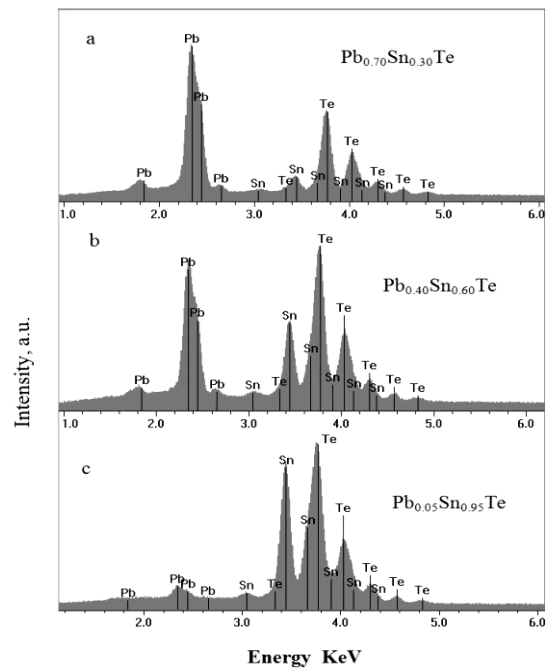 a
Pb₀.₇₀Sn₀.₃₀Te
Pb
Pb
Pb
Pb
Sn
Te
Sn
Sn
Te
Sn
Te
Sn
Te
Sn
Te
Te
1.0 2.0 3.0 4.0 5.0 6.0
b
Pb₀.₄₀Sn₀.₆₀Te
Pb
Pb
Pb
Pb
Sn
Te
Sn
Sn
Te
Sn
Te
Sn
Te
Sn
Te
Te
2.0 3.0 4.0 5.0 6.0
c
Pb₀.₀₅Sn₀.₉₅Te
Pb
Pb
Pb
Pb
Sn
Te
Sn
Sn
Te
Sn
Te
Sn
Te
Sn
Te
Te
2.0 3.0 4.0 5.0 6.0
Intensity, a.u.
Energy KeV